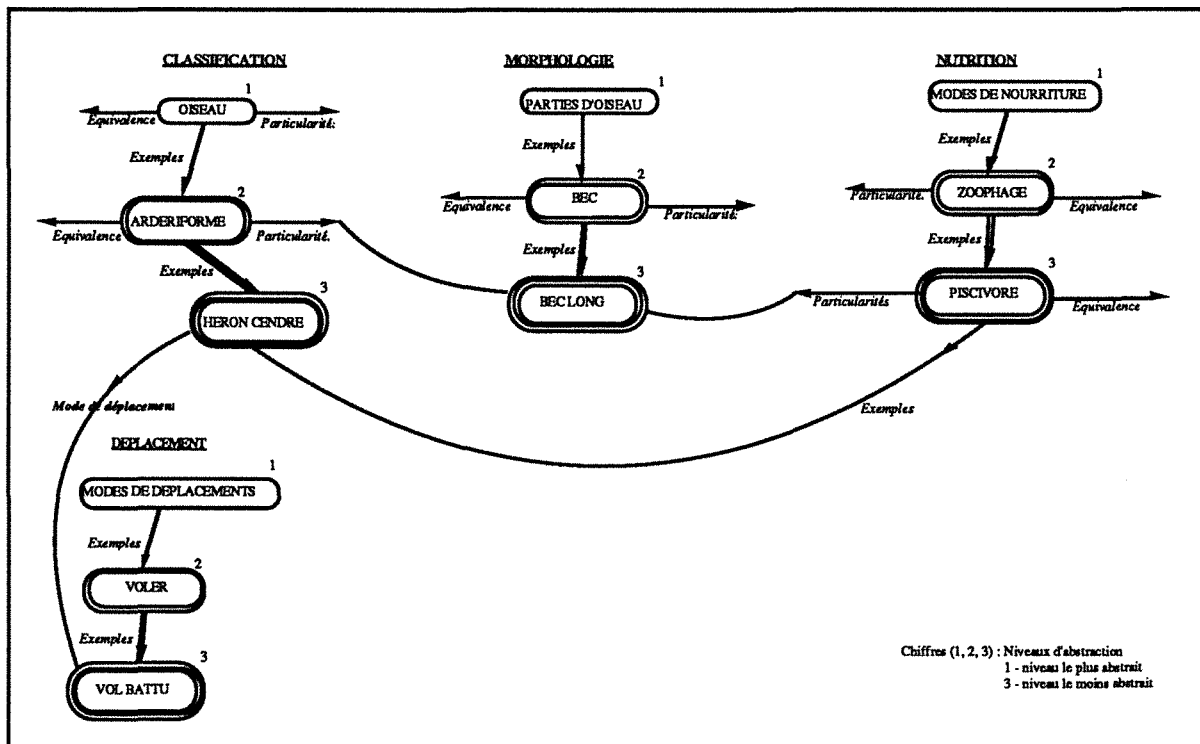 CLASSIFICATION
1
OISEAU
Equivalence
Particularité:
Exemples
2
ARDERIFORME
Equivalence
Particularité.
Exemples
3
HERON CENDRE
Mode de déplacement
MORPHOLOGIE
1
PARTIES D'OISEAU
Exemples
2
BEC
Equivalence
Particularité:
Exemples
3
BEC LONG
NUTRITION
1
MODES DE NOURRITURE
Exemples
2
ZOOPHAGE
Particularité.
Equivalence
Exemples
3
PISCIVORE
Particularités
Equivalence
Exemples
DEPLACEMENT
1
MODES DE DEPLACEMENTS
Exemples
2
VOLER
Exemples
3
VOL BATTU
Chiffres (1, 2, 3) : Niveaux d'abstraction
1 - niveau le plus abstrait
3 - niveau le moins abstrait